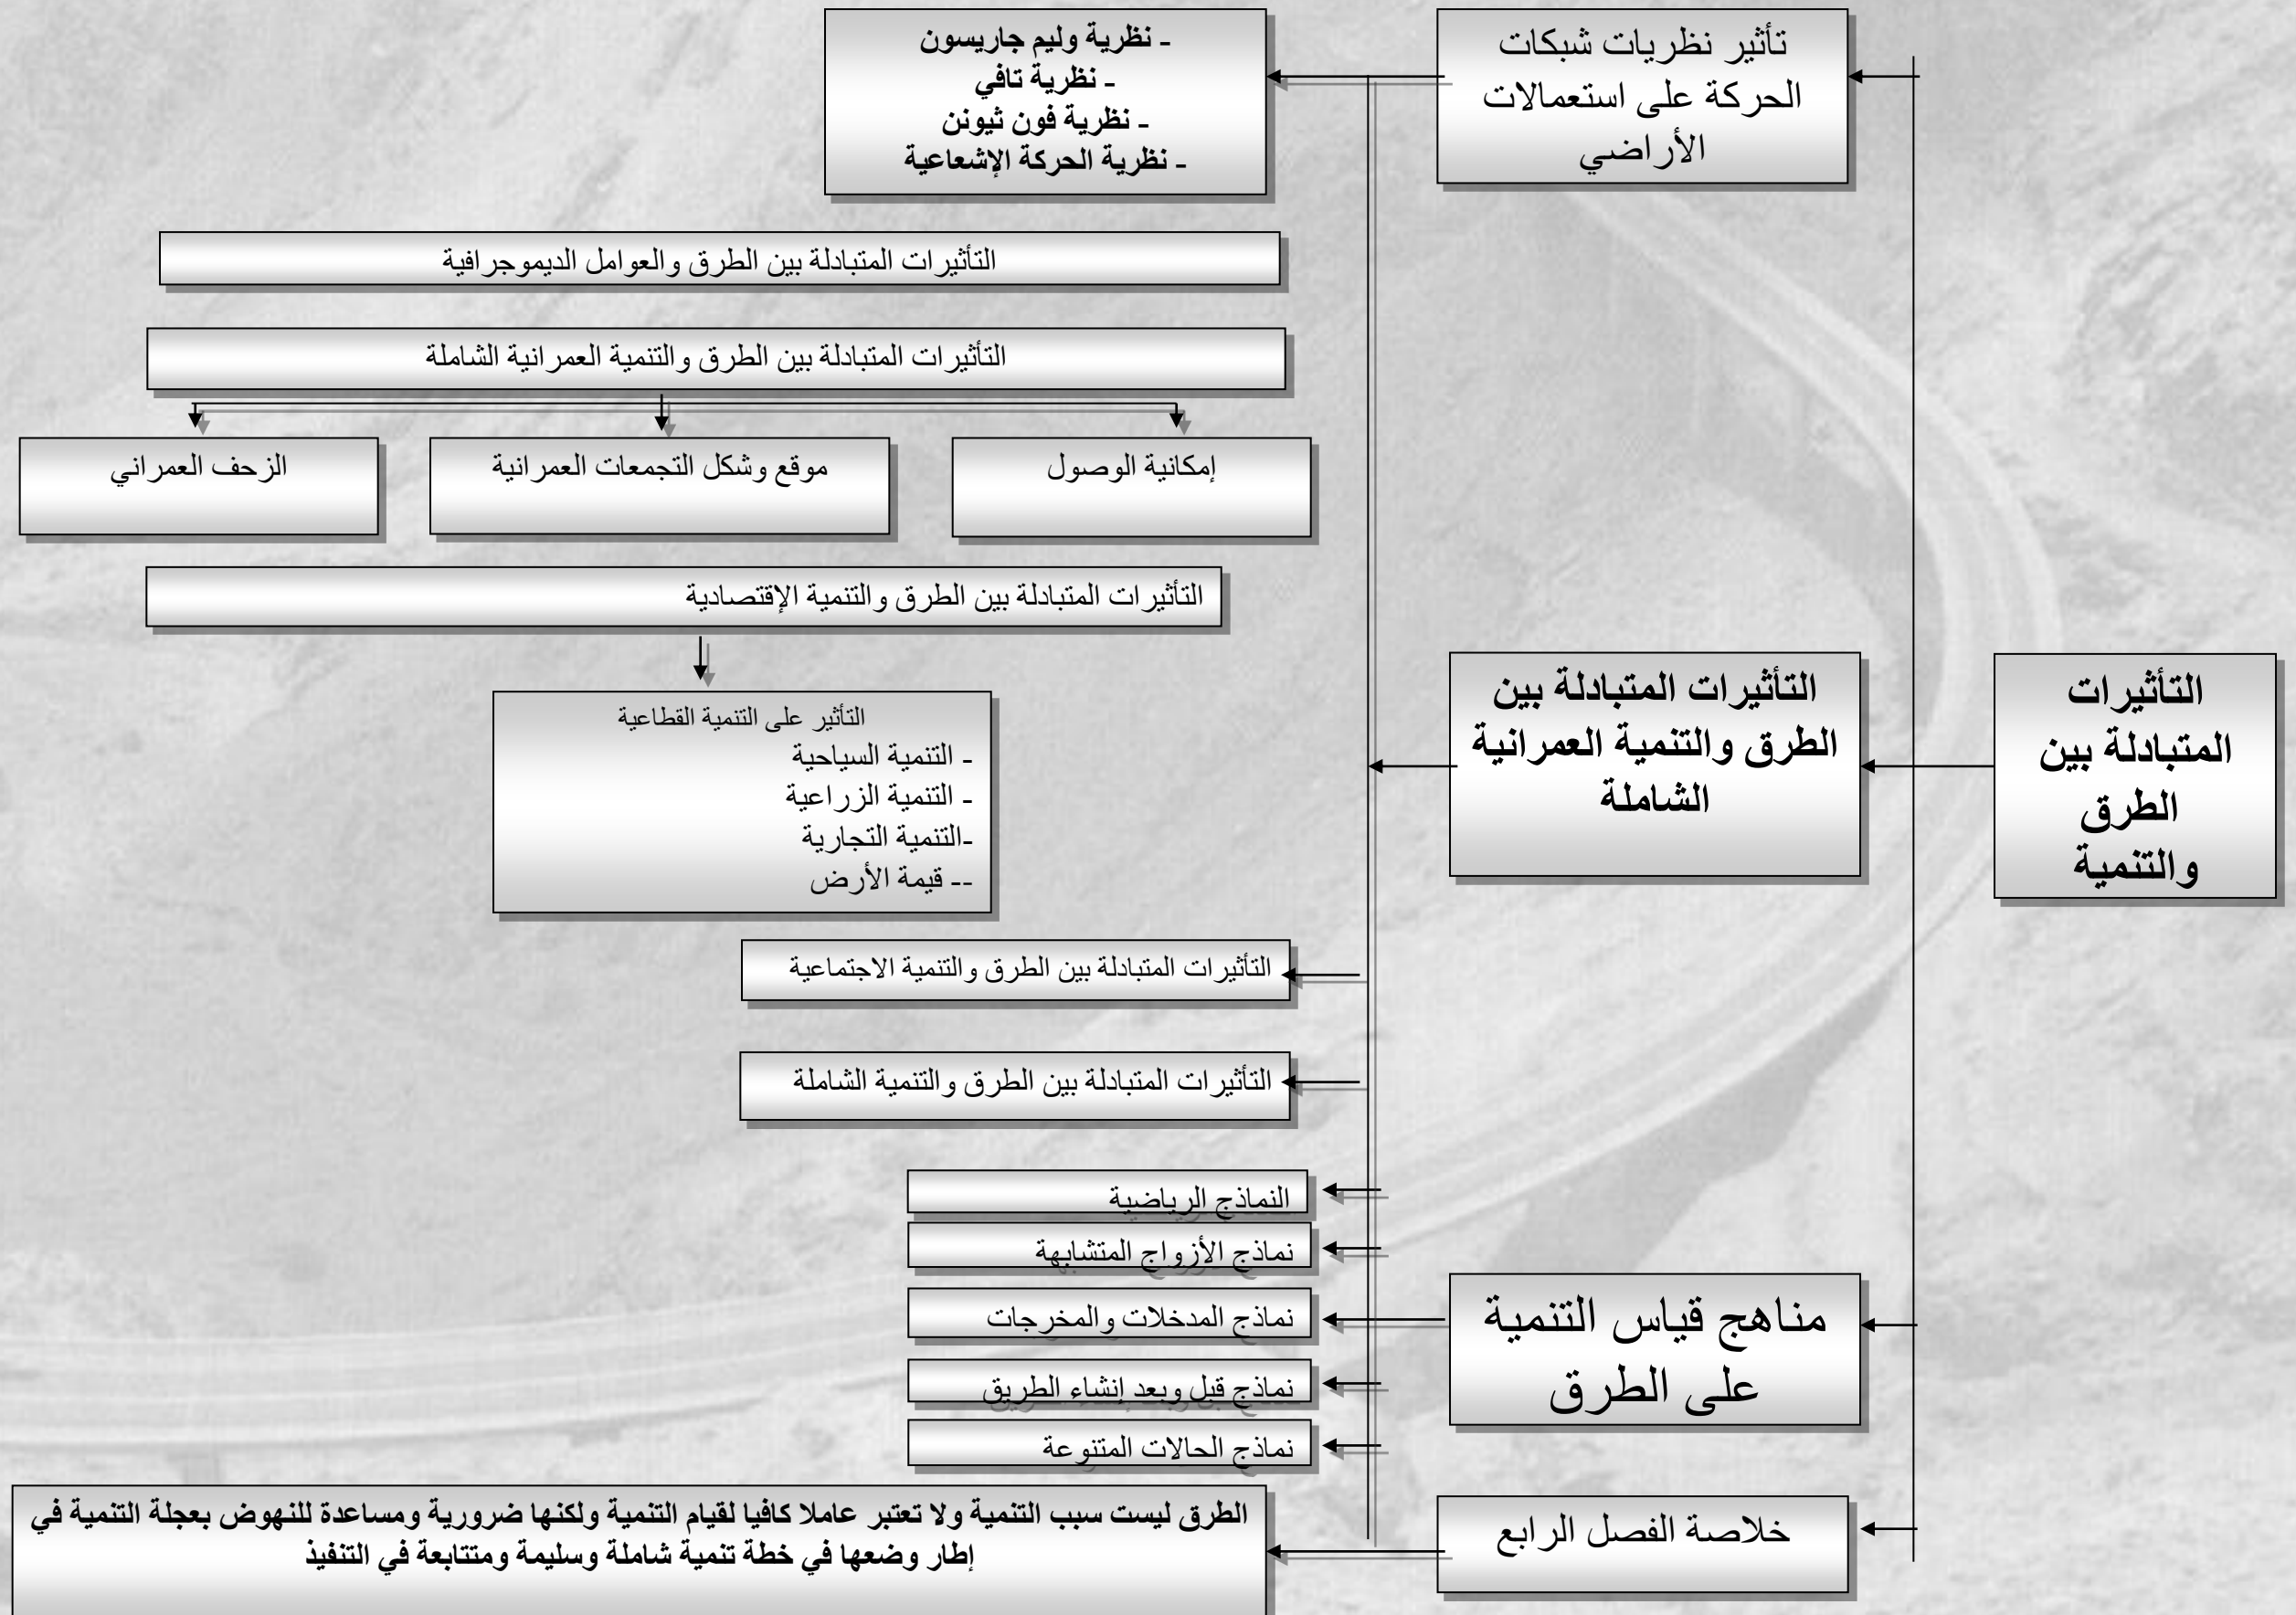 التأثيرات
المتبادلة بين
الطرق
والتنمية
تأثير نظريات شبكات
الحركة على استعمالات
الأراضي
- نظرية وليم جاريسون
- نظرية تافي
- نظرية فون ثيونن
- نظرية الحركة الإشعاعية
التأثيرات المتبادلة بين
الطرق والتنمية العمرانية
الشاملة
التأثيرات المتبادلة بين الطرق والعوامل الديموجرافية
التأثيرات المتبادلة بين الطرق والتنمية العمرانية الشاملة
إمكانية الوصول
موقع وشكل التجمعات العمرانية
الزحف العمراني
التأثيرات المتبادلة بين الطرق والتنمية الإقتصادية
التأثير على التنمية القطاعية
- التنمية السياحية
- التنمية الزراعية
-التنمية التجارية
-- قيمة الأرض
التأثيرات المتبادلة بين الطرق والتنمية الاجتماعية
التأثيرات المتبادلة بين الطرق والتنمية الشاملة
مناهج قياس التنمية
على الطرق
النماذج الرياضية
نماذج الأزواج المتشابهة
نماذج المدخلات والمخرجات
نماذج قبل وبعد إنشاء الطريق
نماذج الحالات المتنوعة
خلاصة الفصل الرابع
الطرق ليست سبب التنمية ولا تعتبر عاملا كافيا لقيام التنمية ولكنها ضرورية ومساعدة للنهوض بعجلة التنمية في
إطار وضعها في خطة تنمية شاملة وسليمة ومتتابعة في التنفيذ